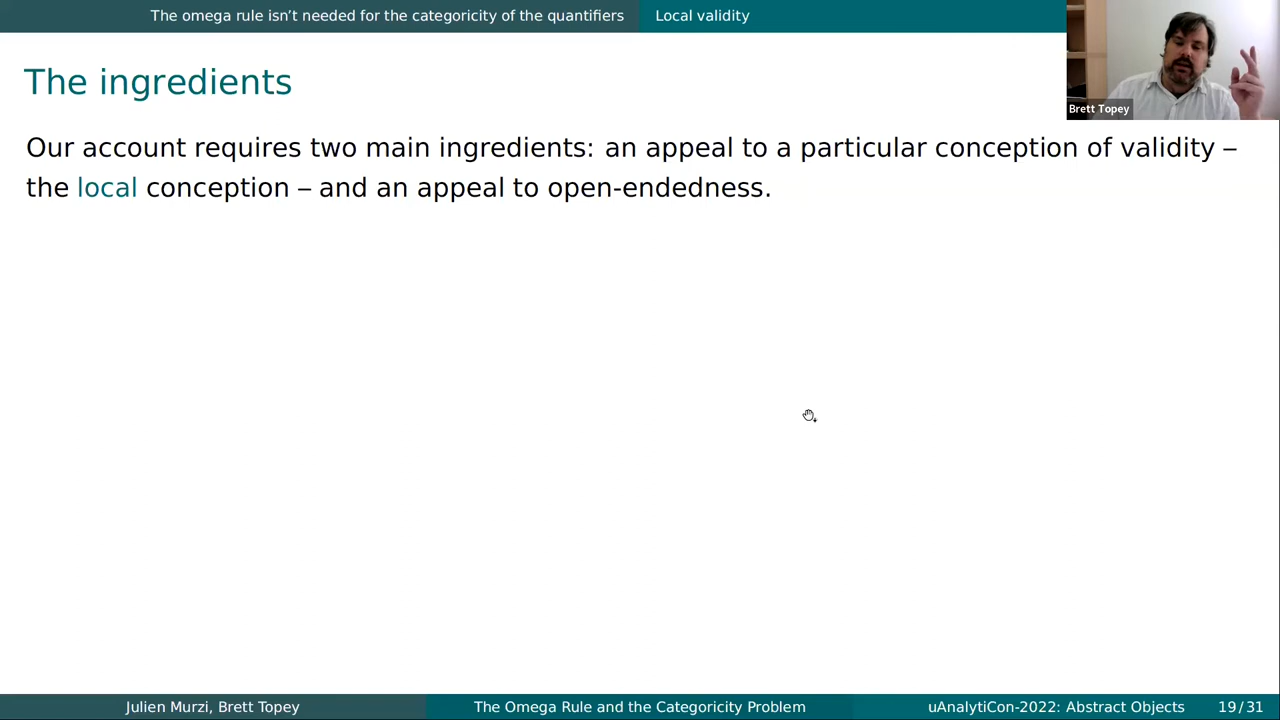 The omega rule isn’t needed for the categoricity of the quantifiers Local validity
The ingredients
Brett Topey
Our account requires two main ingredients: an appeal to a particular conception of validity –
the local conception – and an appeal to open-endedness.
Julien Murzi, Brett Topey The Omega Rule and the Categoricity Problem uAnalytiCon-2022: Abstract Objects 19/31